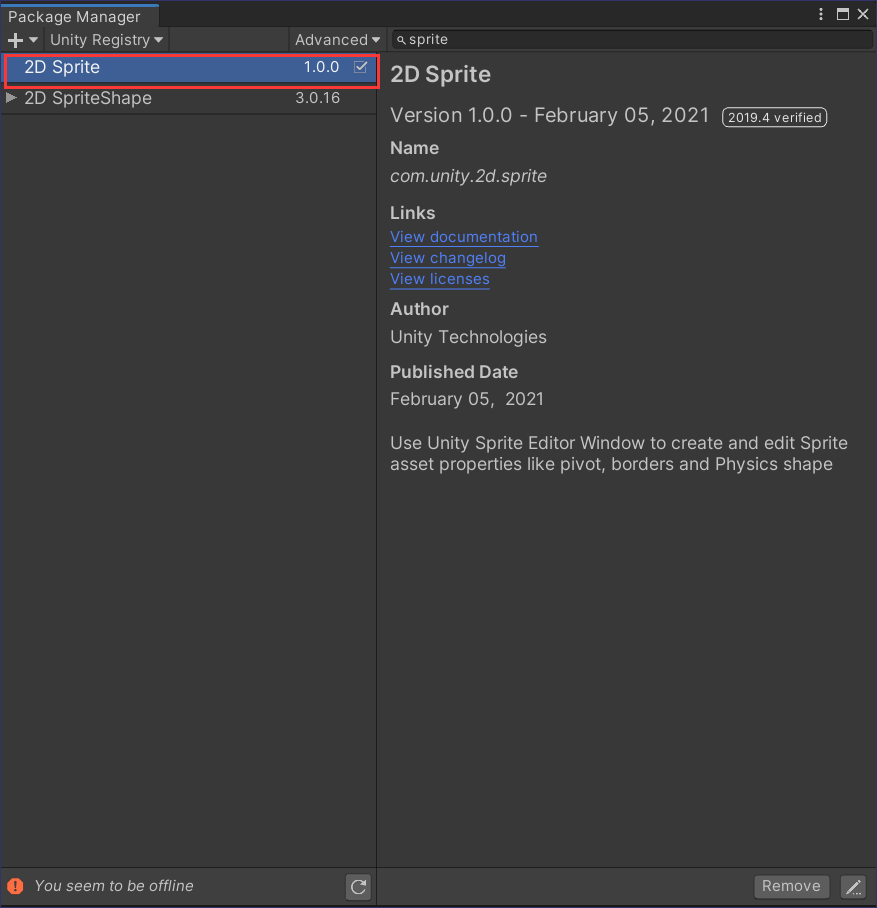 Package Manager
Unity Registry
Advanced
sprite
2D Sprite 1.0.0
2D SpriteShape 3.0.16
2D Sprite
Version 1.0.0 - February 05, 2021 2019.4 verified
Name
com.unity.2d.sprite
Links
View documentation
View changelog
View licenses
Author
Unity Technologies
Published Date
February 05, 2021
Use Unity Sprite Editor Window to create and edit Sprite
asset properties like pivot, borders and Physics shape
You seem to be offline
Remove